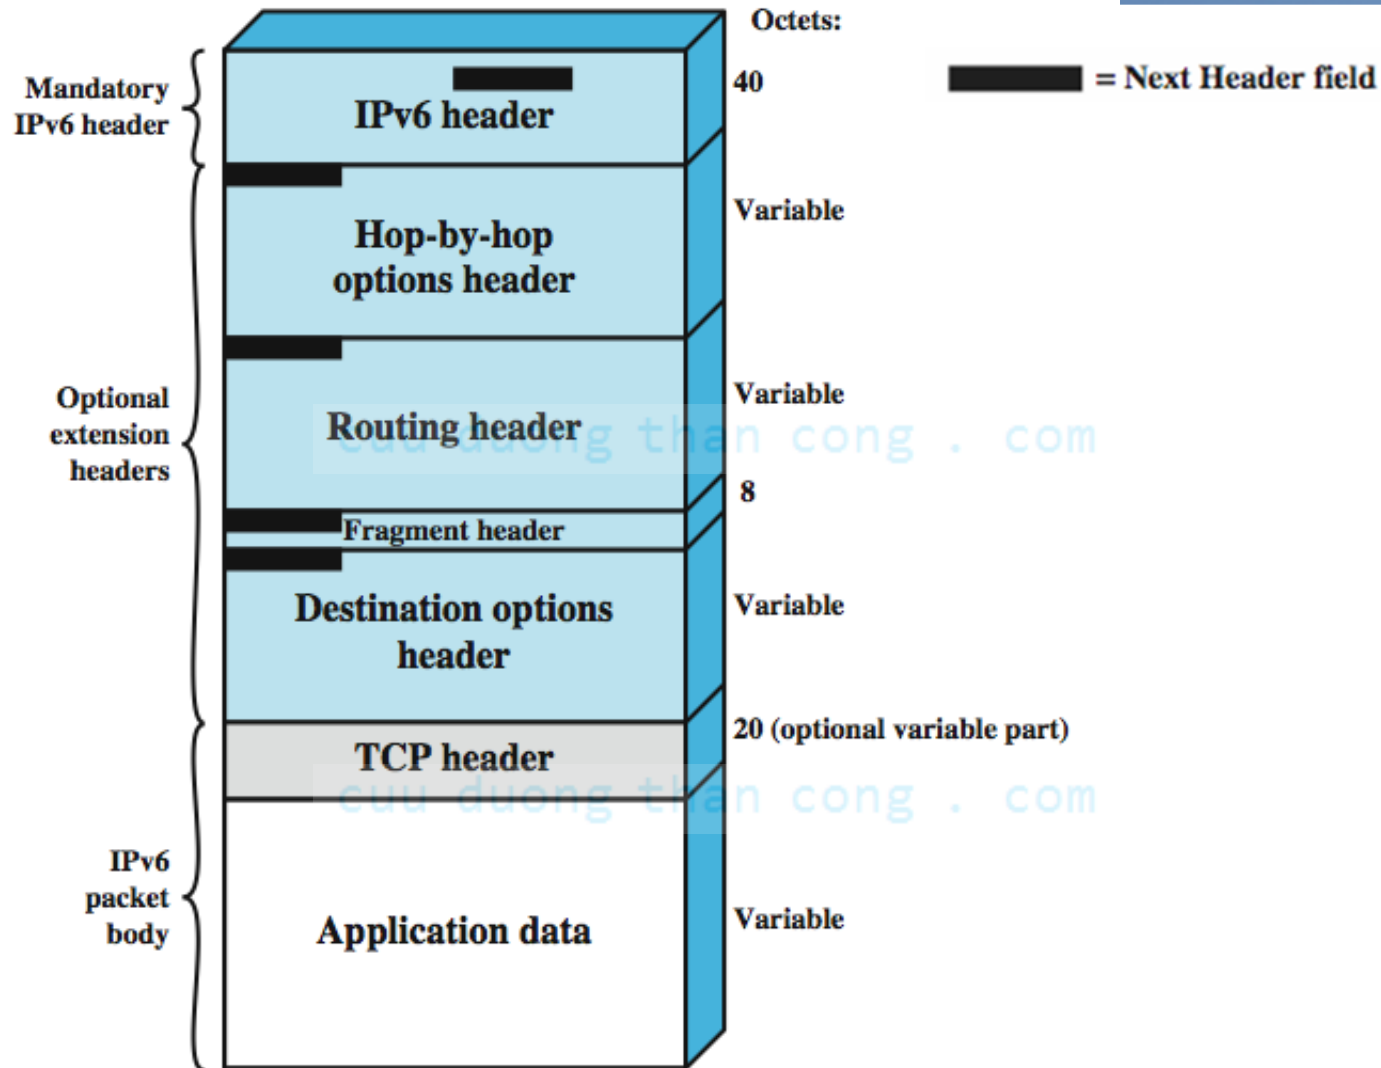 Octets:
Mandatory
IPv6 header
IPv6 header
40
= Next Header field
Hop-by-hop
options header
Variable
Optional
extension
headers
Routing header
Variable
cuu duong than cong . com
8
Fragment header
Destination options
header
Variable
TCP header
20 (optional variable part)
cuu duong than cong . com
IPv6
packet
body
Application data
Variable